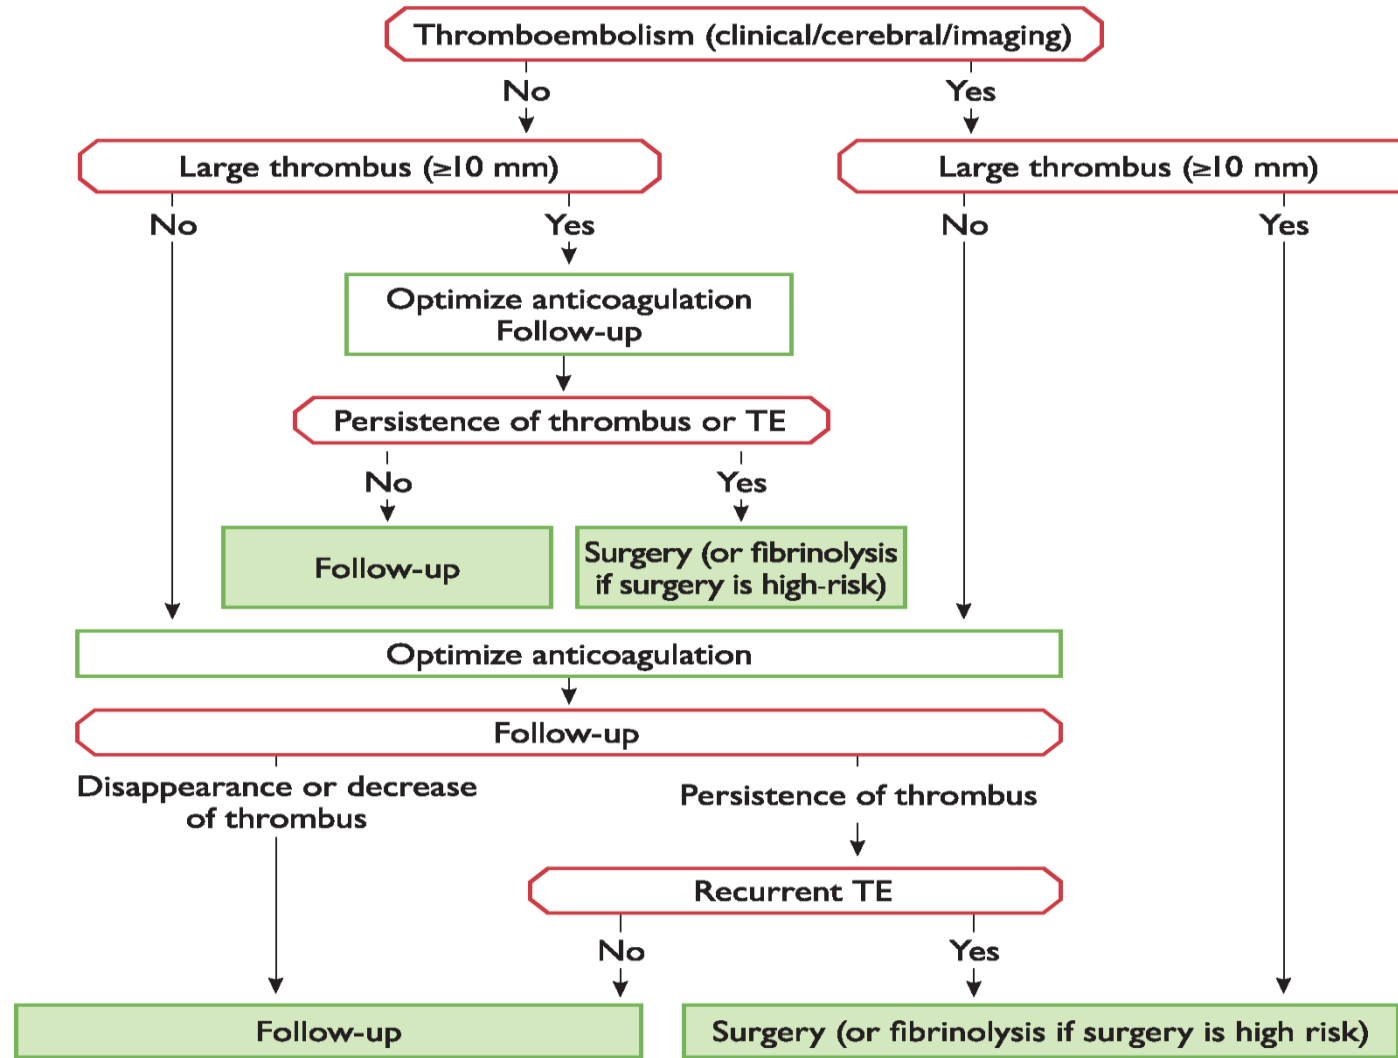 Thromboembolism (clinical/cerebral/imaging)
No
Yes
Large thrombus (≥10 mm)
Large thrombus (≥10 mm)
No
Yes
No
Yes
Optimize anticoagulation
Follow-up
Persistence of thrombus or TE
No
Yes
Follow-up
Surgery (or fibrinolysis
if surgery is high-risk)
Optimize anticoagulation
Follow-up
Disappearance or decrease
of thrombus
Persistence of thrombus
Recurrent TE
No
Yes
Follow-up
Surgery (or fibrinolysis if surgery is high risk)